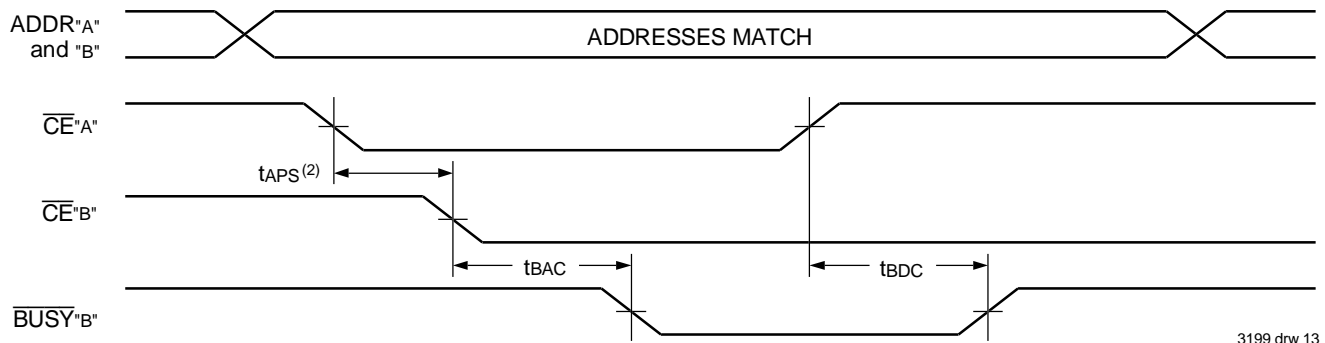 ADDR"A"
and "B"
ADDRESSES MATCH
CE"A"
tAPS(2)
CE"B"
tBAC
tBDC
BUSY"B"
3199 drw 13